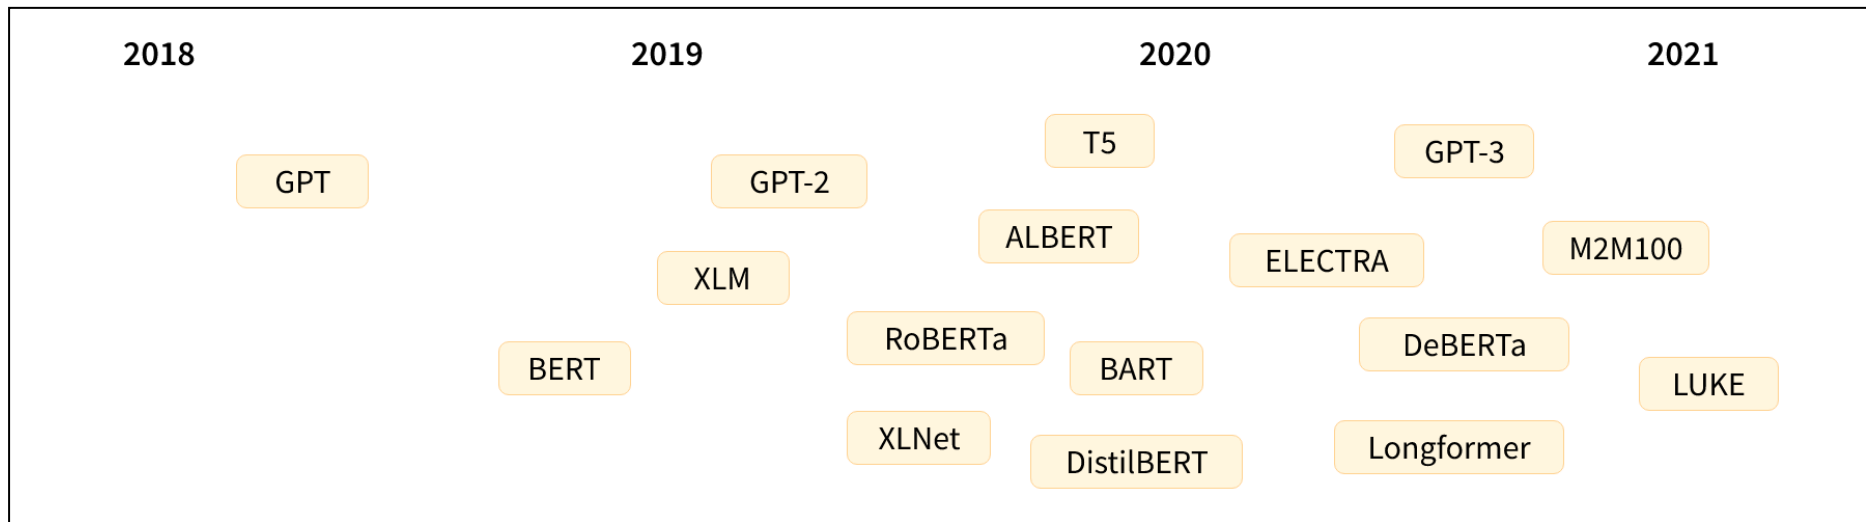 2018 2019 2020 2021
T5
GPT-3
GPT
GPT-2
ALBERT
M2M100
ELECTRA
XLM
RoBERTa
DeBERTa
BERT
BART
LUKE
XLNet
Longformer
DistilBERT